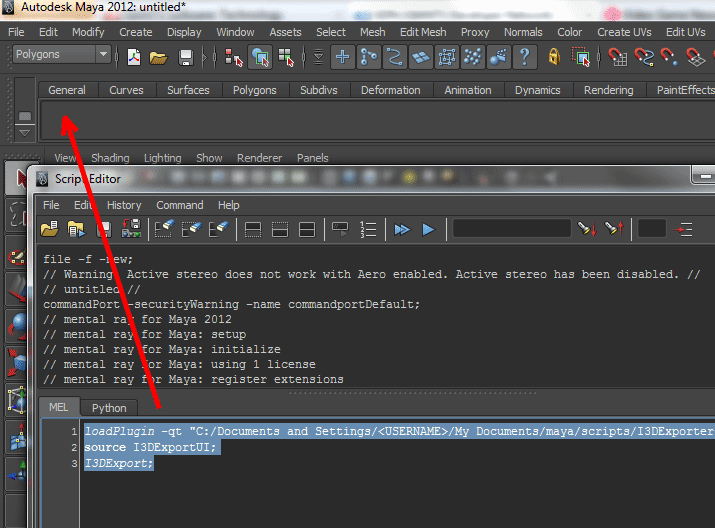 Autodesk Maya 2012: untitled*
File Edit Modify Create Display Window Assets Select Mesh Edit Mesh Proxy Normals Color Create UVs Edit UVs
Polygons
General Curves Surfaces Polygons Subdivs Deformation Animation Dynamics Rendering PaintEffects
View Shading Lighting Show Renderer Panels
Script Editor
File Edit History Command Help
file -f -new;
// Warning: Active stereo does not work with Aero enabled. Active stereo has been disabled. //
// untitled //
commandPort -securityWarning -name commandportDefault;
// mental ray for Maya 2012
// mental ray for Maya: setup
// mental ray for Maya: initialize
// mental ray for Maya: using 1 license
// mental ray for Maya: register extensions
MEL Python
1 loadPlugin -qt "C:/Documents and Settings/<USERNAME>/My Documents/maya/scripts/I3DExporter
2 source I3DExportUI;
3 I3DExport;